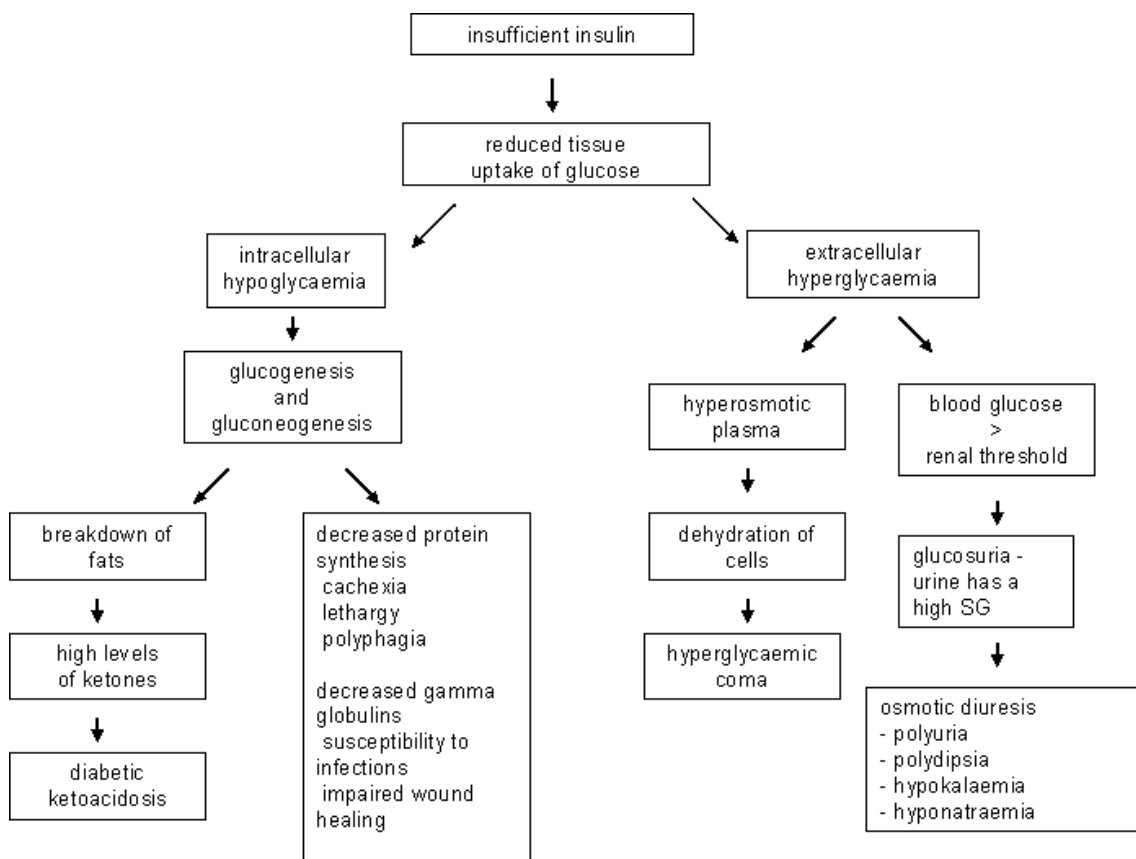 insufficient insulin
reduced tissue
uptake of glucose
intracellular
hypoglycaemia
extracellular
hyperglycaemia
glucogenesis
and
gluconeogenesis
hyperosmotic
plasma
blood glucose
>
renal threshold
breakdown of
fats
decreased protein
synthesis
cachexia
lethargy
polyphagia
decreased gamma
globulins
susceptibility to
infections
impaired wound
healing
dehydration of
cells
glucosuria -
urine has a
high SG
high levels
of ketones
hyperglycaemic
coma
diabetic
ketoacidosis
osmotic diuresis
- polyuria
- polydipsia
- hypokalaemia
- hyponatraemia